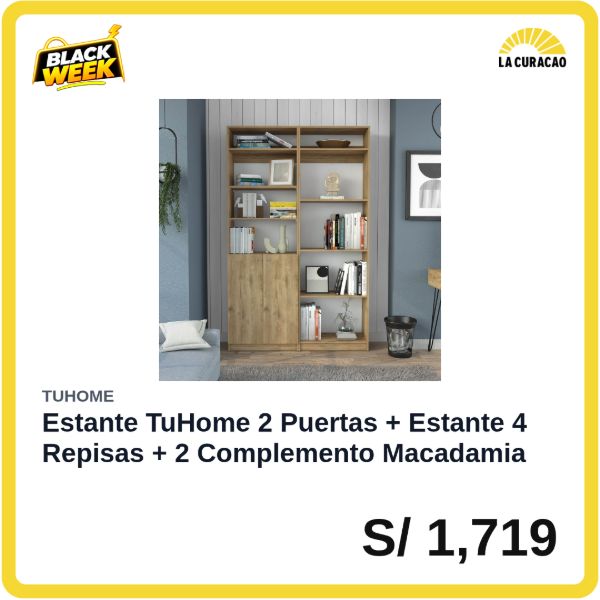 BLACK
WEEK
LA CURACAO
TUHOME
Estante TuHome 2 Puertas + Estante 4
Repisas + 2 Complemento Macadamia
S/ 1,719